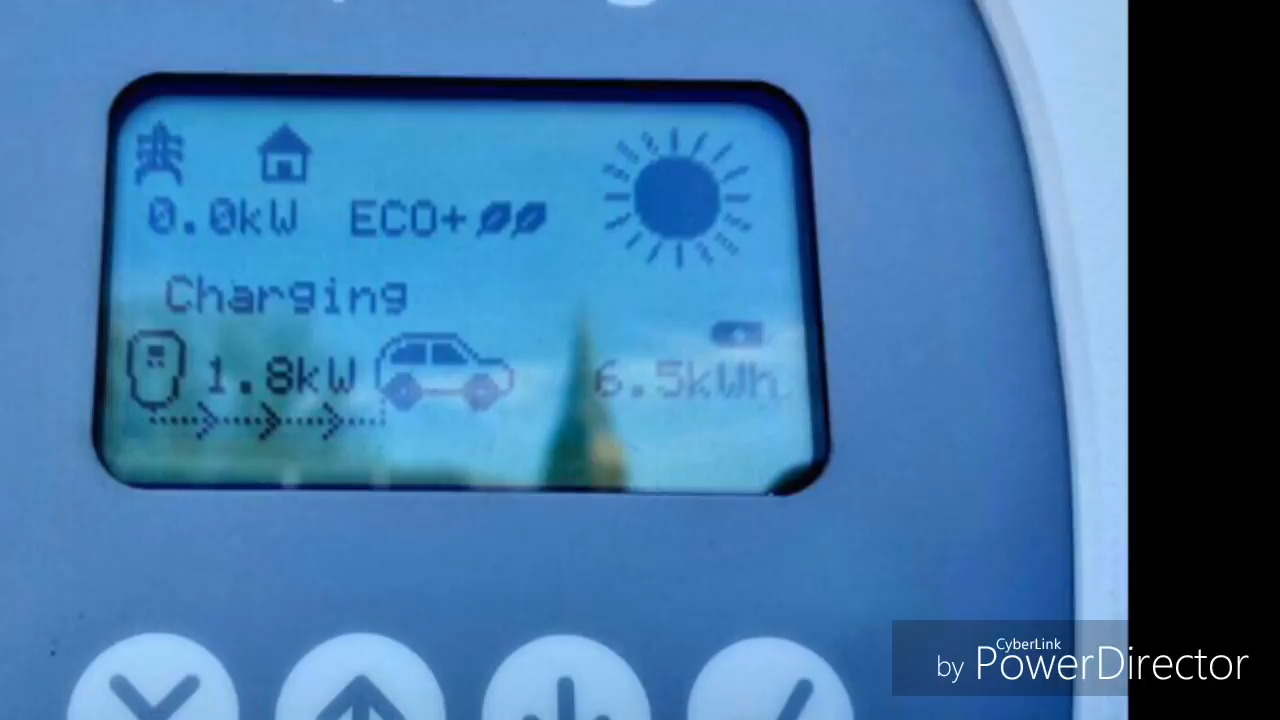 0.0kW ECO+
Charging
1.8kW 6.5kWh
CyberLink
by PowerDirector